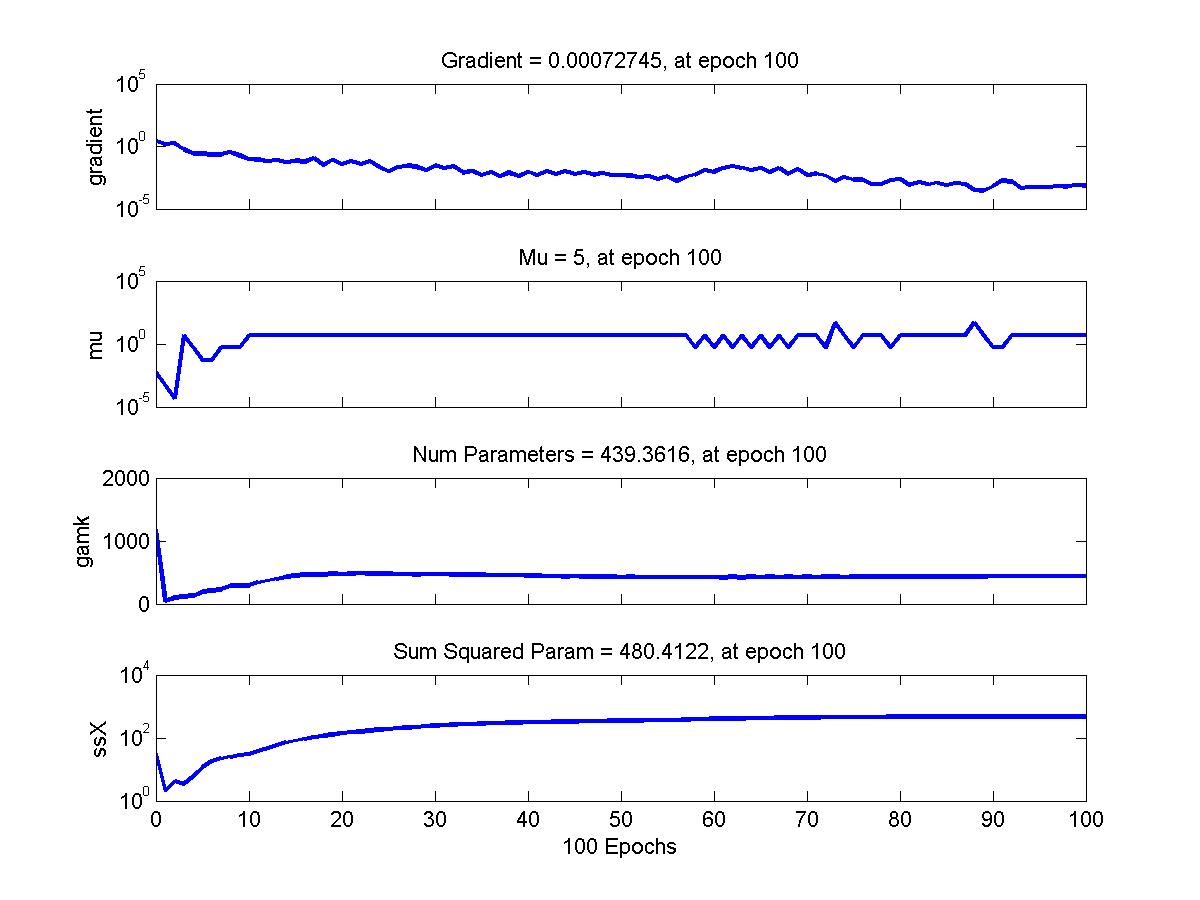 Gradient = 0.00072745, at epoch 100
10^5
10^0
10^-5
gradient
Mu = 5, at epoch 100
10^5
10^0
10^-5
mu
Num Parameters = 439.3616, at epoch 100
2000
1000
0
gamk
Sum Squared Param = 480.4122, at epoch 100
10^4
10^2
10^0
ssX
0 10 20 30 40 50 60 70 80 90 100
100 Epochs